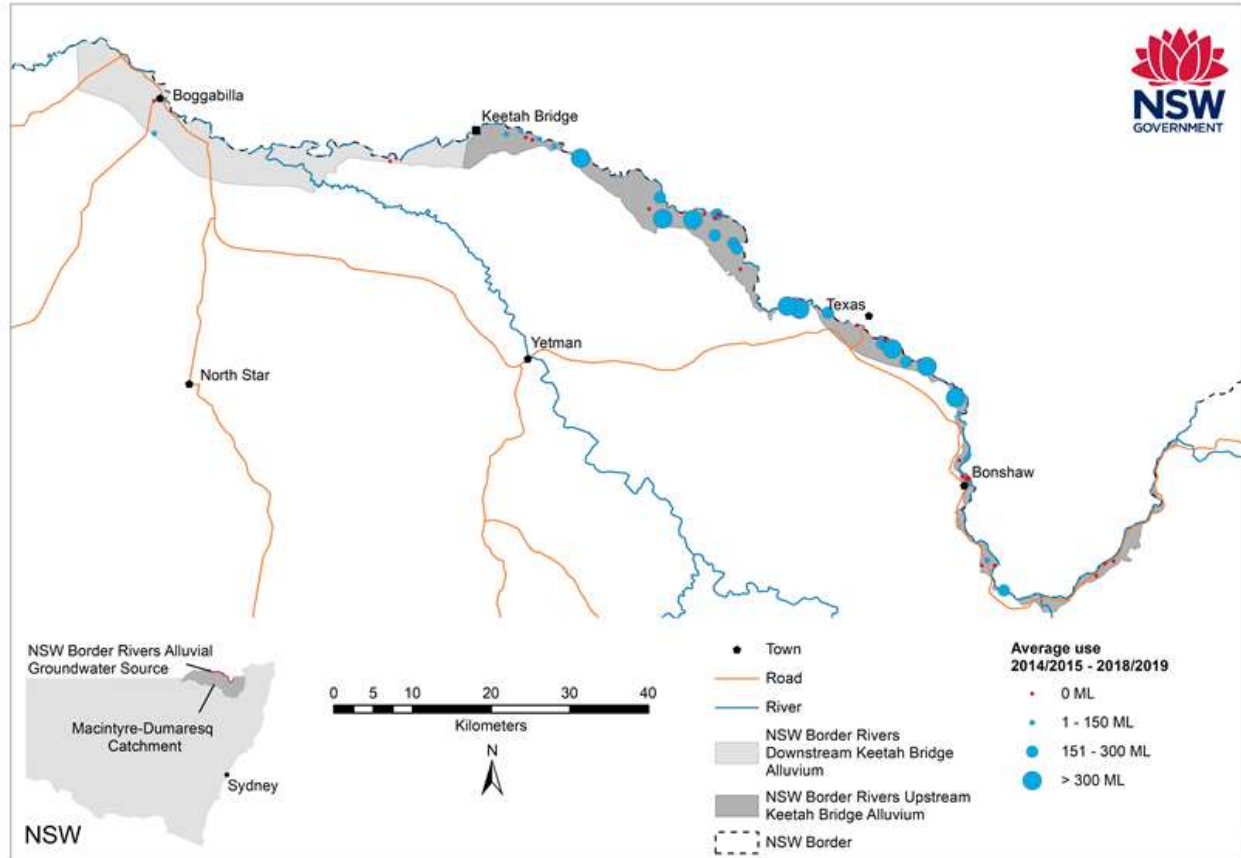 NSW
GOVERNMENT
Boggabilla
Keetah Bridge
Texas
Yetman
North Star
Bonshaw
NSW Border Rivers Alluvial
Groundwater Source
Macintyre-Dumaresq
Catchment
Sydney
NSW
0 5 10 20 30 40
Kilometers
N
Town
Road
River
NSW Border Rivers
Downstream Keetah Bridge
Alluvium
NSW Border Rivers Upstream
Keetah Bridge Alluvium
NSW Border
Average use
2014/2015 - 2018/2019
0 ML
1 - 150 ML
151 - 300 ML
> 300 ML